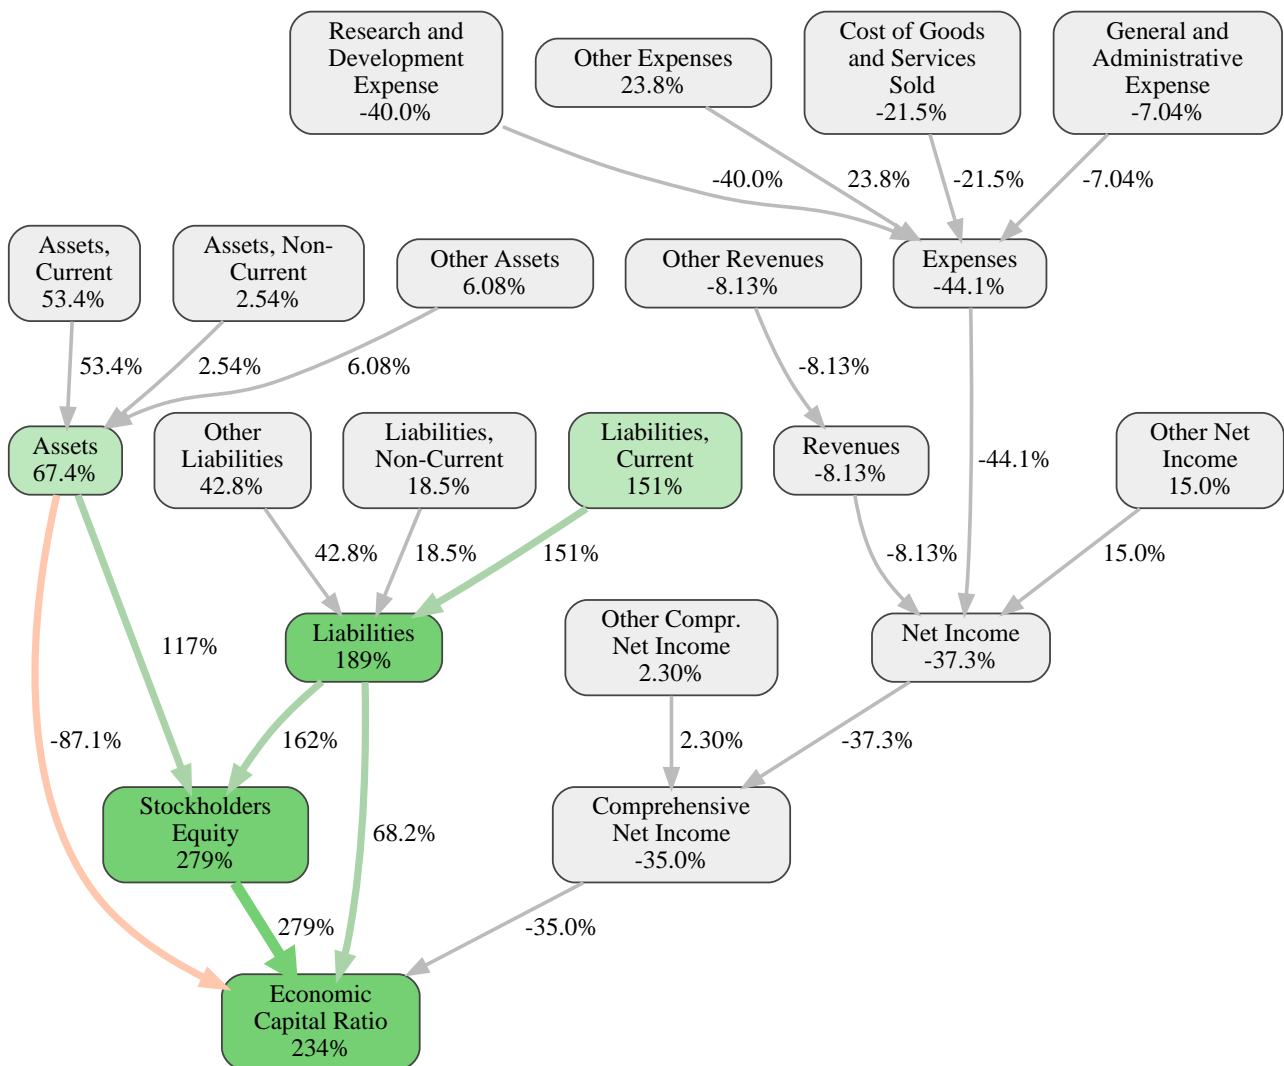 Research and
Development
Expense
-40.0%
Other Expenses
23.8%
Cost of Goods
and Services
Sold
-21.5%
General and
Administrative
Expense
-7.04%
-40.0%
23.8%
-21.5%
-7.04%
Assets,
Current
53.4%
Assets, Non-
Current
2.54%
Other Assets
6.08%
Other Revenues
-8.13%
Expenses
-44.1%
53.4%
2.54%
6.08%
-8.13%
-44.1%
Assets
67.4%
Other
Liabilities
42.8%
Liabilities,
Non-Current
18.5%
Liabilities,
Current
151%
Revenues
-8.13%
Other Net
Income
15.0%
42.8%
18.5%
151%
-8.13%
15.0%
117%
Liabilities
189%
Other Compr.
Net Income
2.30%
Net Income
-37.3%
-87.1%
162%
2.30%
-37.3%
Stockholders
Equity
279%
68.2%
Comprehensive
Net Income
-35.0%
279%
-35.0%
Economic
Capital Ratio
234%